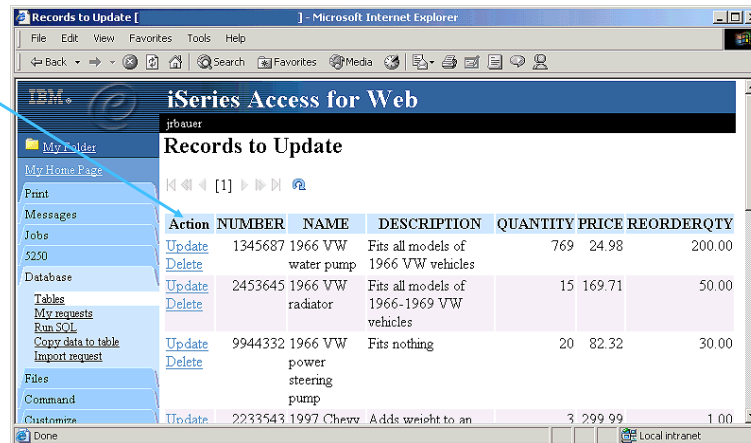 Records to Update [ ] - Microsoft Internet Explorer
File Edit View Favorites Tools Help
Back Search Favorites Media
IBM e
iSeries Access for Web
jrbauer
My Folder
My Home Page
Print
Messages
Jobs
5250
Database
Tables
My requests
Run SQL
Copy data to table
Import request
Files
Command
Customize
Records to Update
[1]
Action NUMBER NAME DESCRIPTION QUANTITY PRICE REORDERQTY
Update 1345687 1966 VW Fits all models of 769 24.98 200.00
Delete water pump 1966 VW vehicles
Update 2453645 1966 VW Fits all models of 15 169.71 50.00
Delete radiator 1966-1969 VW
vehicles
Update 9944332 1966 VW Fits nothing 20 82.32 30.00
Delete power
steering
pump
Update 2233543 1997 Chevy Adds weight to an 3 299.99 1.00
Done Local intranet